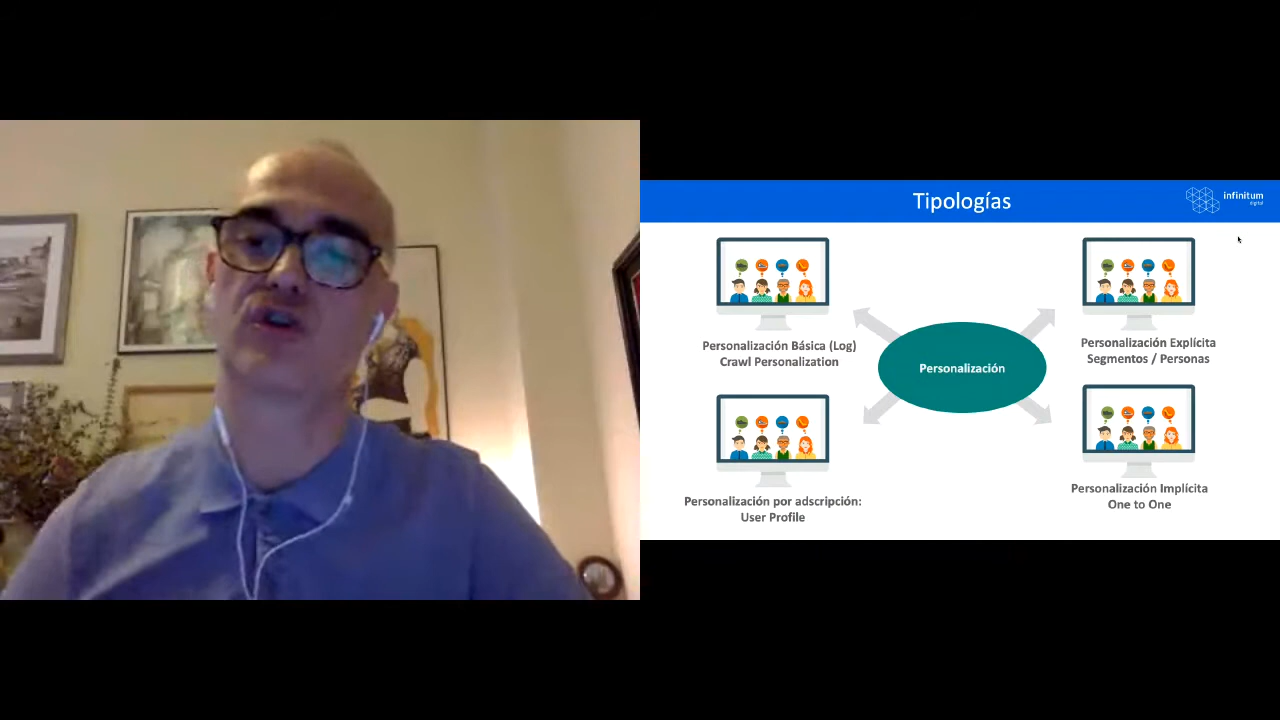 Tipologías
infinitum
digital
Personalización Básica (Log)
Crawl Personalization
Personalización Explícita
Segmentos / Personas
Personalización
Personalización por adscripción:
User Profile
Personalización Implícita
One to One